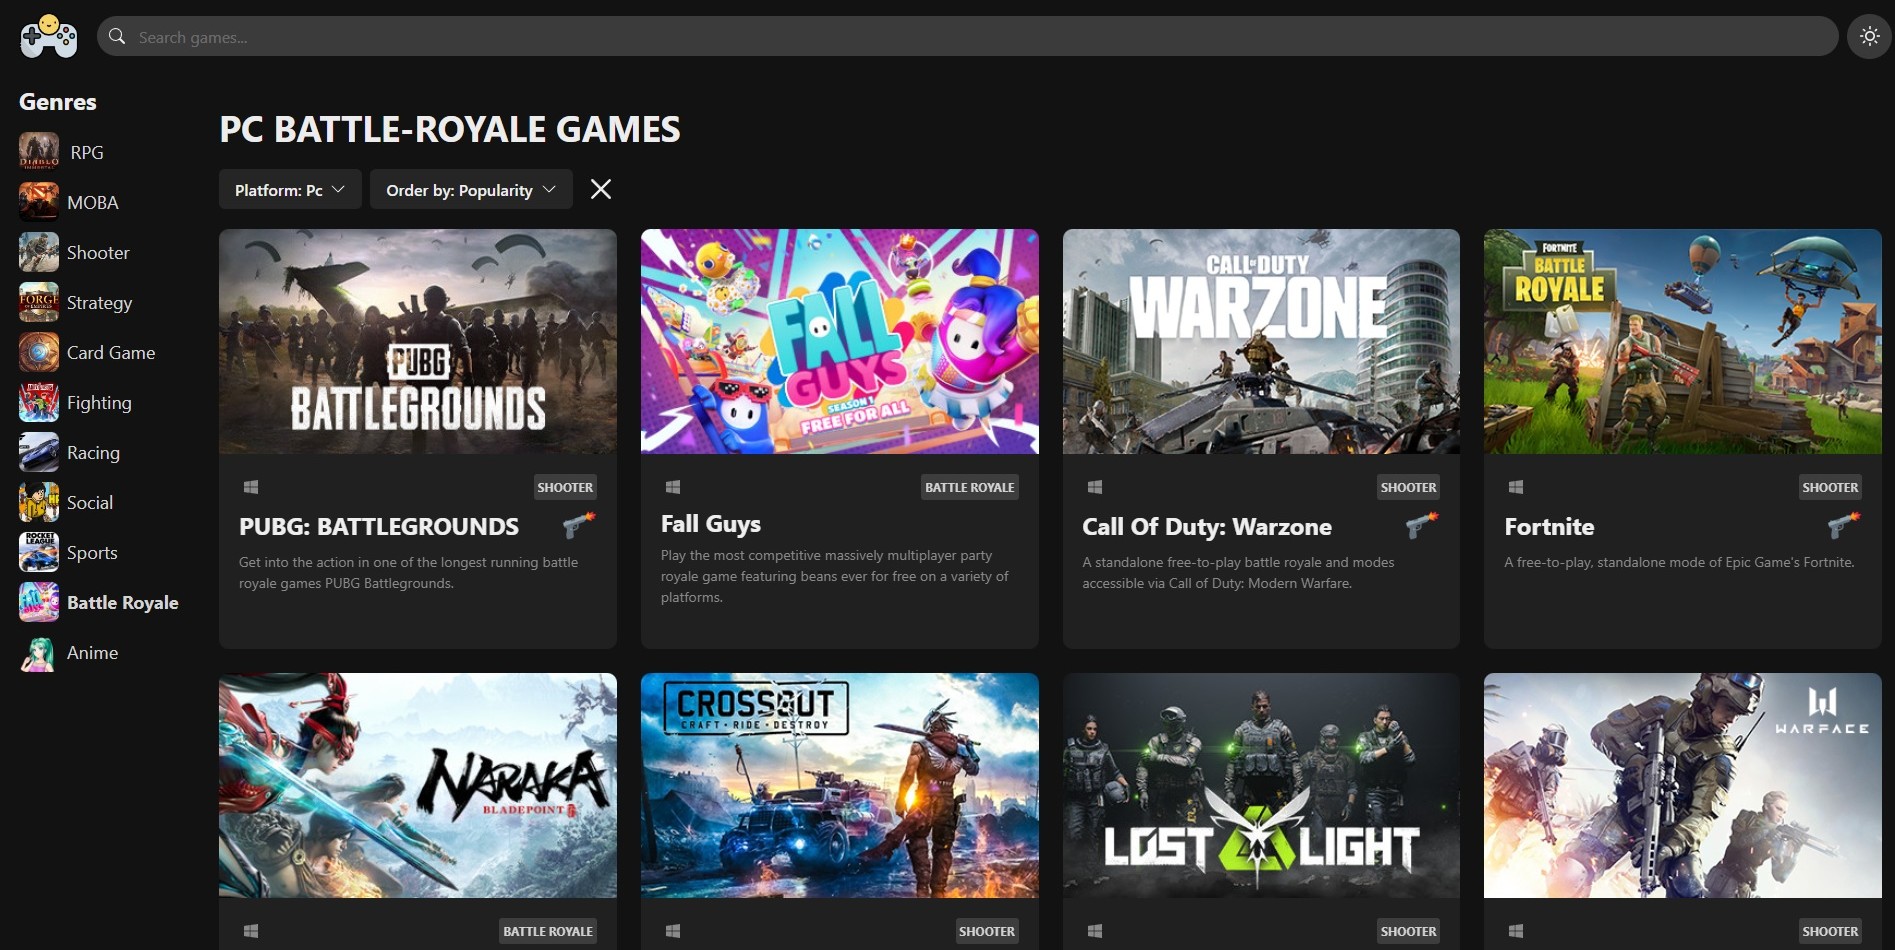 Search games...
Genres
RPG
MOBA
Shooter
Strategy
Card Game
Fighting
Racing
Social
Sports
Battle Royale
Anime
PC BATTLE-ROYALE GAMES
Platform: Pc
Order by: Popularity
PUBG
BATTLEGROUNDS
SHOOTER
PUBG: BATTLEGROUNDS
Get into the action in one of the longest running battle
royale games PUBG Battlegrounds.
FALL
GUYS
SEASON 1
FREE FOR ALL
BATTLE ROYALE
Fall Guys
Play the most competitive massively multiplayer party
royale game featuring beans ever for free on a variety of
platforms.
CALL OF DUTY
WARZONE
SHOOTER
Call Of Duty: Warzone
A standalone free-to-play battle royale and modes
accessible via Call of Duty: Modern Warfare.
FORTNITE
BATTLE
ROYALE
SHOOTER
Fortnite
A free-to-play, standalone mode of Epic Game's Fortnite.
NARAKA
BLADEPOINT
BATTLE ROYALE
CROSSOUT
CRAFT • RIDE • DESTROY
SHOOTER
LOST LIGHT
SHOOTER
WARFACE
SHOOTER